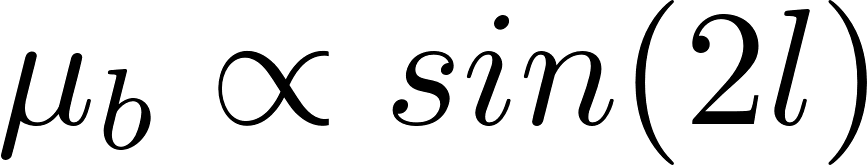 μ_b ∝ sin(2l)